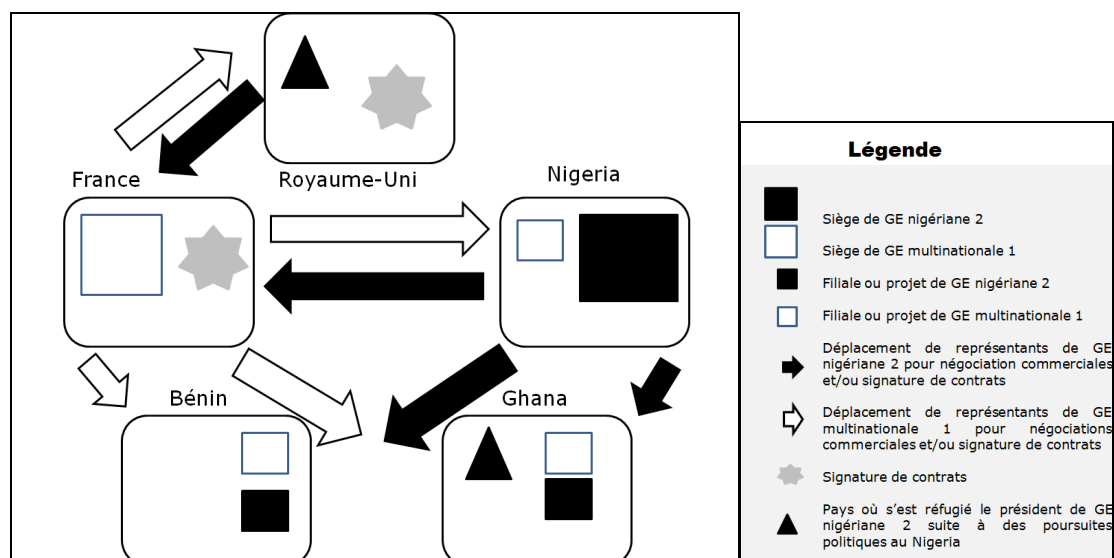 France
Royaume-Uni
Nigeria
Bénin
Ghana
Légende
Siège de GE nigériane 2
Siège de GE multinationale 1
Filiale ou projet de GE nigériane 2
Filiale ou projet de GE multinationale 1
Déplacement de représentants de GE
nigériane 2 pour négociation commerciales
et/ou signature de contrats
Déplacement de représentants de GE
multinationale 1 pour négociations
commerciales et/ou signature de contrats
Signature de contrats
Pays où s'est réfugié le président de GE
nigériane 2 suite à des poursuites
politiques au Nigeria